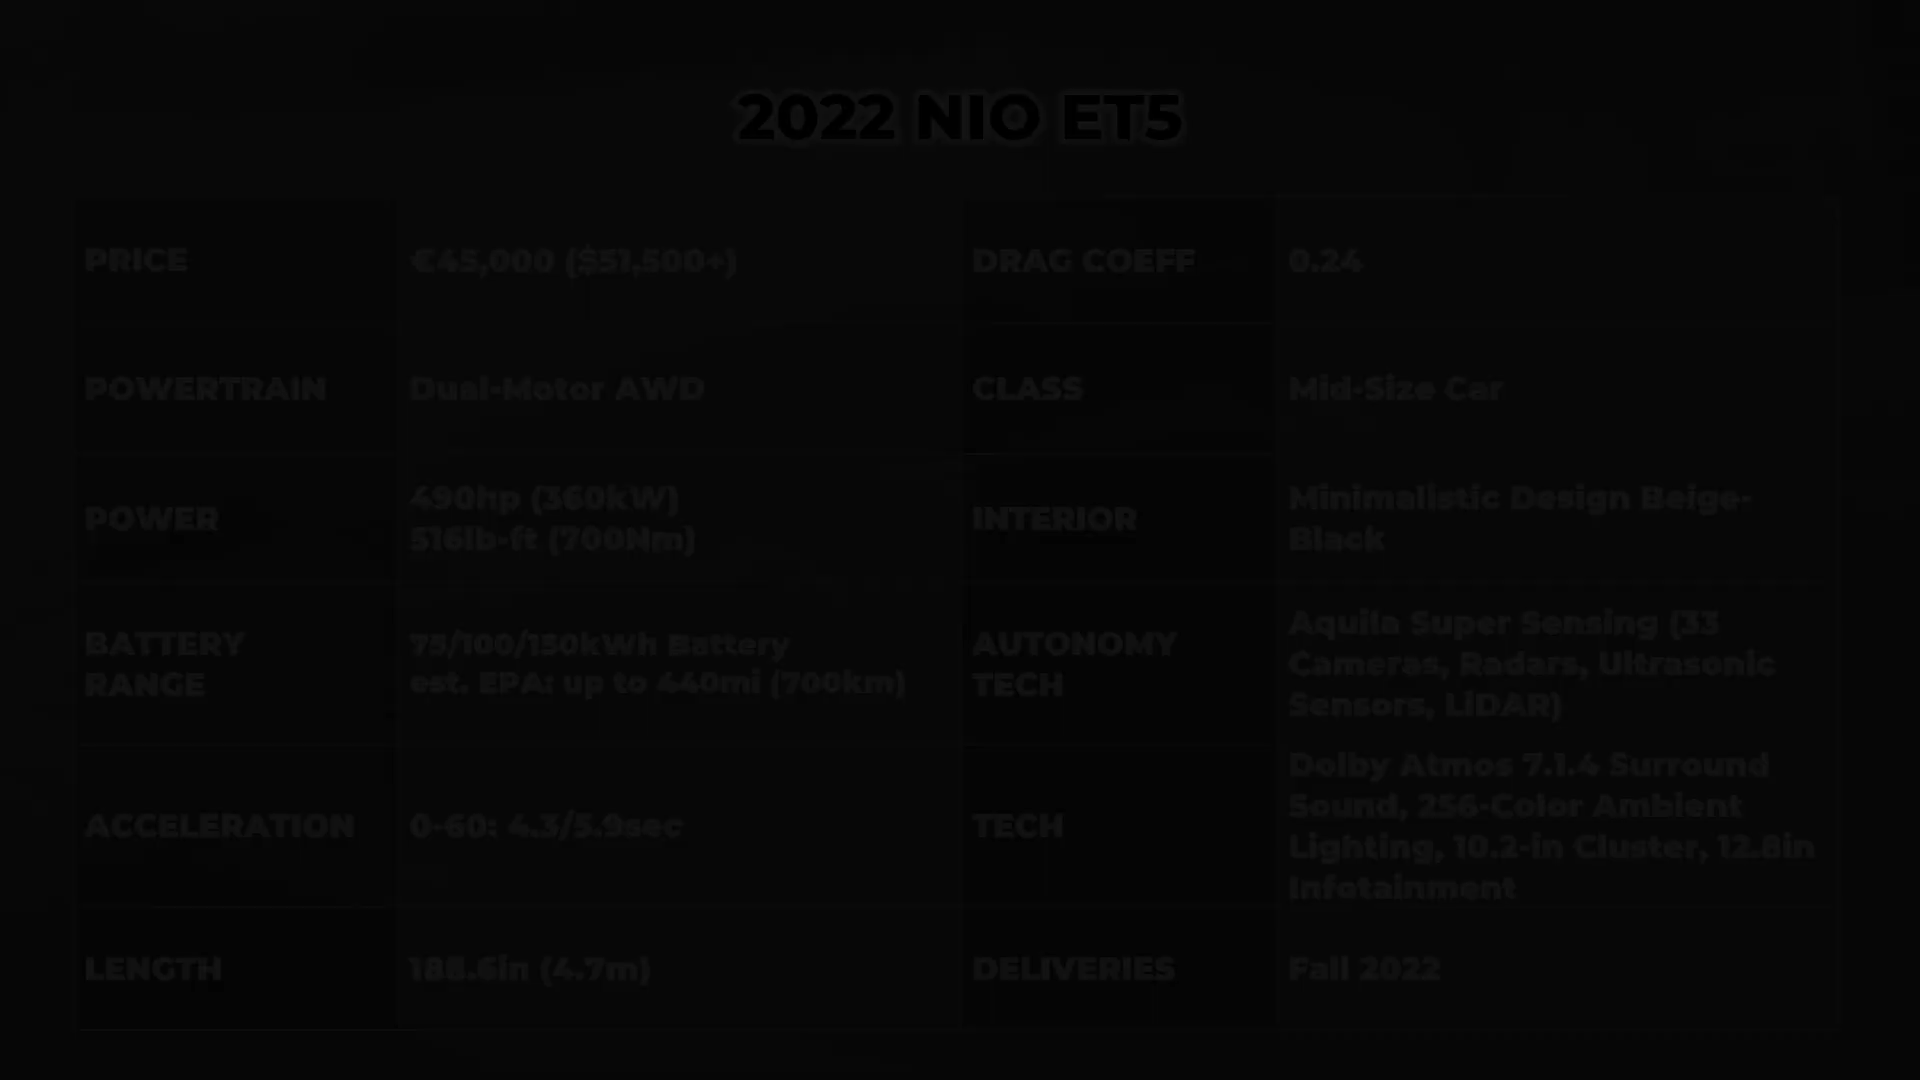 2022 NIO ET5
PRICE
€45,000 ($51,500+)
DRAG COEFF
0.24
POWERTRAIN
Dual-Motor AWD
CLASS
Mid-Size Car
POWER
490hp (360kW)
516lb-ft (700Nm)
INTERIOR
Minimalistic Design Beige-
Black
BATTERY
RANGE
75/100/150kWh Battery
est. EPA: up to 440mi (700km)
AUTONOMY
TECH
Aquila Super Sensing (33
Cameras, Radars, Ultrasonic
Sensors, LiDAR)
ACCELERATION
0-60: 4.3/5.9sec
TECH
Dolby Atmos 7.1.4 Surround
Sound, 256-Color Ambient
Lighting, 10.2-in Cluster, 12.8in
Infotainment
LENGTH
188.6in (4.7m)
DELIVERIES
Fall 2022